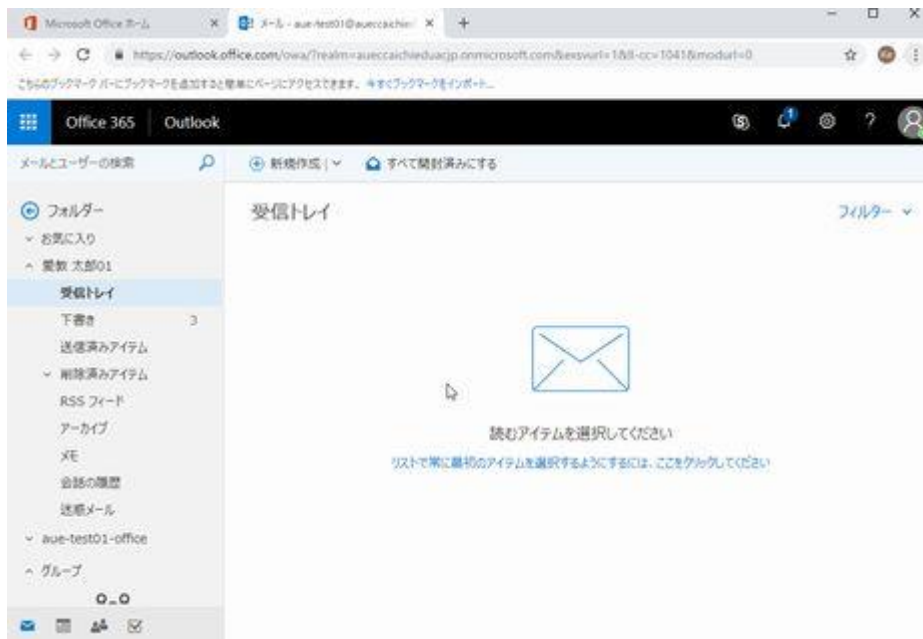 Microsoft Office ホーム
メール - aue-test01@aueccaichi
https://outlook.office.com/owa/?realm=aueccaichieduacjp.onmicrosoft.com&exsvurl=1&ll-cc=1041&modurl=0
こちらのブックマーク バーにブックマークを追加すると簡単にページにアクセスできます。 今すぐブックマークをインポート...
Office 365 Outlook
1 ?
メールとユーザーの検索
新規作成 すべて開封済みにする
フォルダー
受信トレイ フィルター
お気に入り
愛教 太郎01
受信トレイ
下書き 3
送信済みアイテム
削除済みアイテム
RSS フィード
アーカイブ
メモ
会話の履歴
迷惑メール
aue-test01-office
グループ
読むアイテムを選択してください
リストで常に最初のアイテムを選択するようにするには、ここをクリックしてください